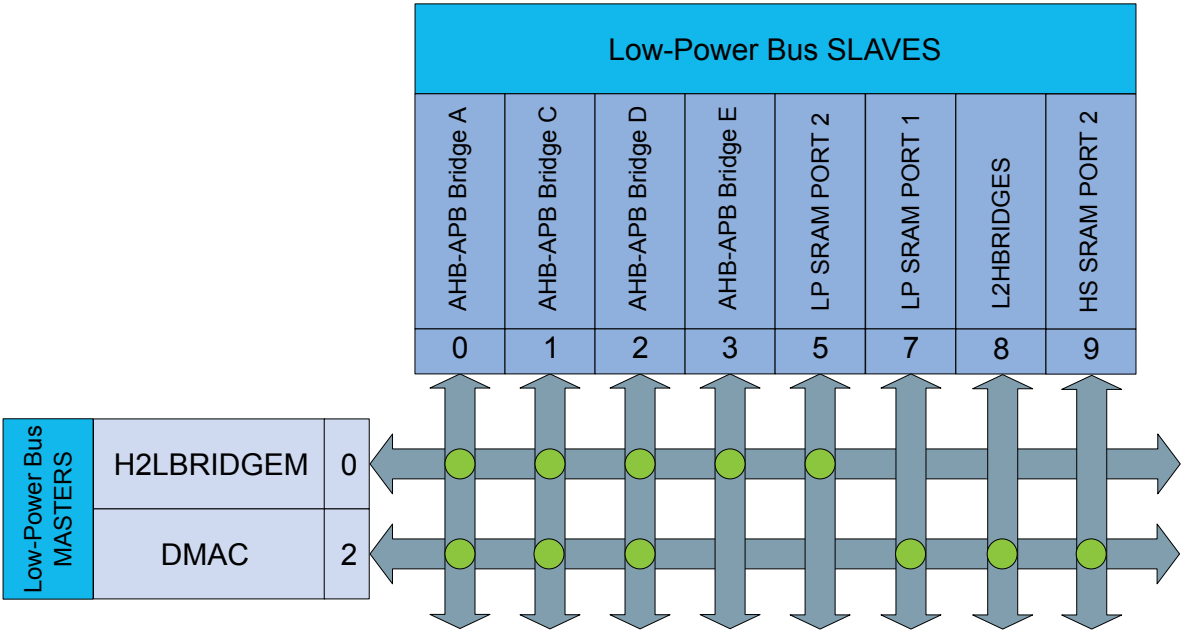 Low-Power Bus SLAVES
AHB-APB Bridge A
AHB-APB Bridge C
AHB-APB Bridge D
AHB-APB Bridge E
LP SRAM PORT 2
LP SRAM PORT 1
L2HBRIDGES
HS SRAM PORT 2
0 1 2 3 5 7 8 9
Low-Power Bus
MASTERS
H2LBRIDGEM 0
DMAC 2